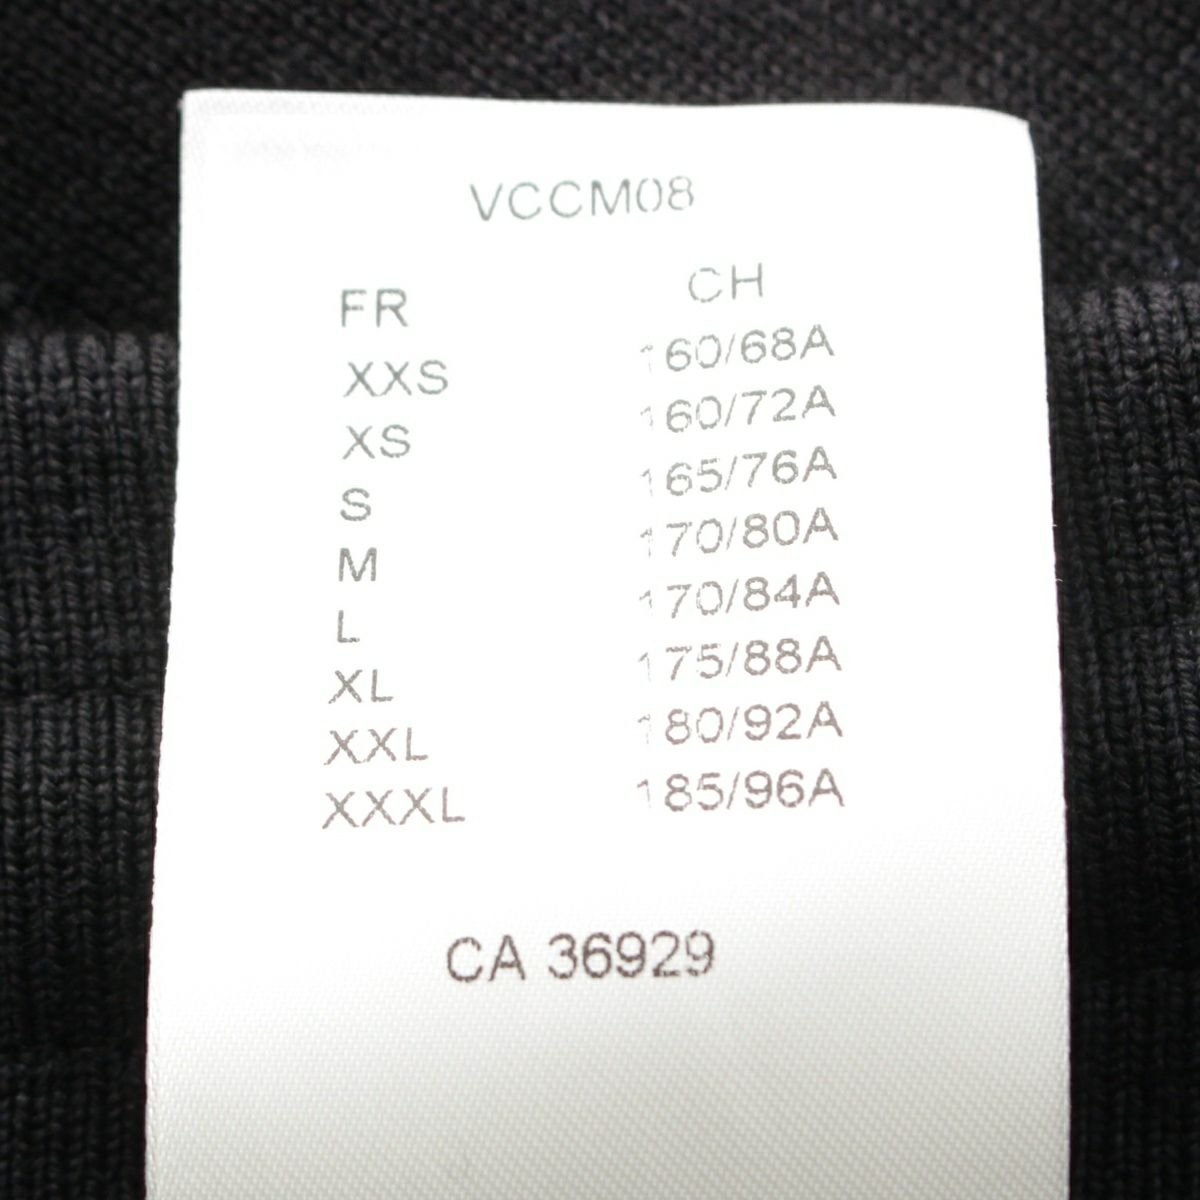 VCCM08
FR CH
XXS 160/68A
XS 160/72A
S 165/76A
M 170/80A
L 170/84A
XL 175/88A
XXL 180/92A
XXXL 185/96A
CA 36929